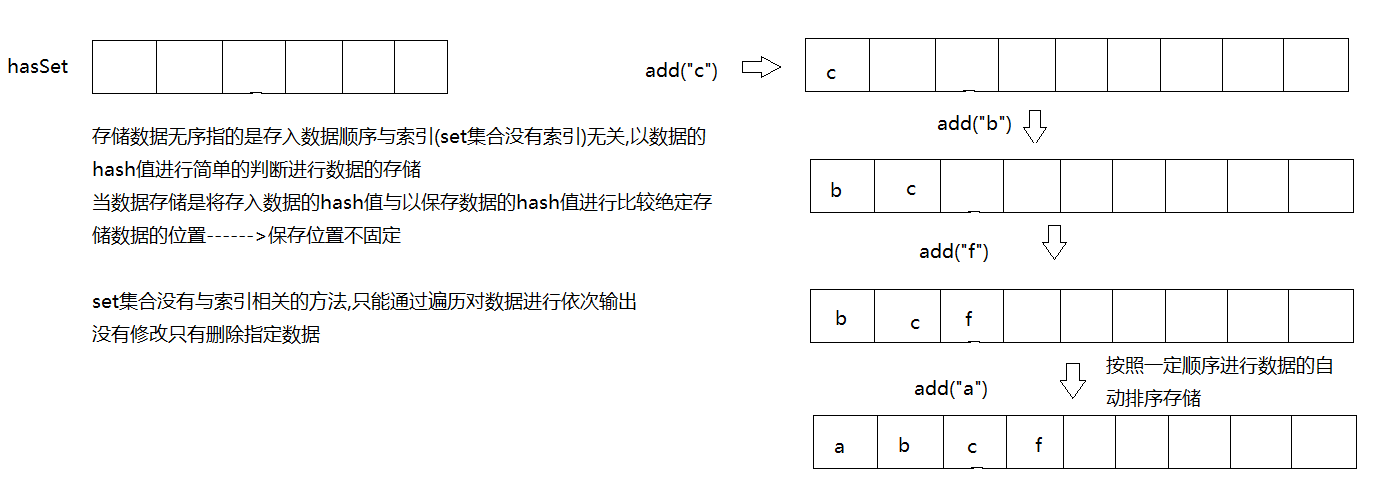 hasSet
存储数据无序指的是存入数据顺序与索引(set集合没有索引)无关,以数据的
hash值进行简单的判断进行数据的存储
当数据存储是将存入数据的hash值与以保存数据的hash值进行比较绝定存
储数据的位置------>保存位置不固定
set集合没有与索引相关的方法,只能通过遍历对数据进行依次输出
没有修改只有删除指定数据
add("c")
c
add("b")
b c
add("f")
b c f
add("a")
按照一定顺序进行数据的自
动排序存储
a b c f